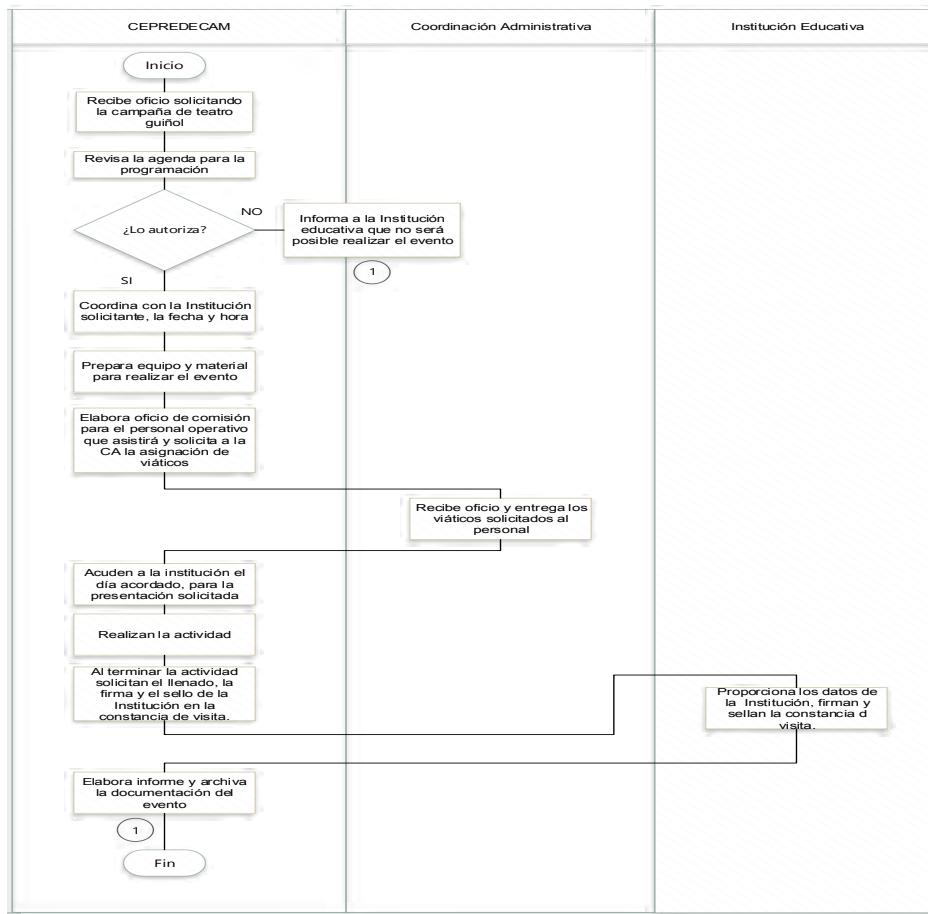 CEPREDECAM
Coordinación Administrativa
Institución Educativa
Inicio
Recibe oficio solicitando
la campaña de teatro
guiñol
Revisa la agenda para la
programación
¿Lo autoriza?
NO
Informa a la Institución
educativa que no será
posible realizar el evento
1
SI
Coordina con la Institución
solicitante, la fecha y hora
Prepara equipo y material
para realizar el evento
Elabora oficio de comisión
para el personal operativo
que asistirá y solicita a la
CA la asignación de
viáticos
Recibe oficio y entrega los
viáticos solicitados al
personal
Acuden a la institución el
día acordado, para la
presentación solicitada
Realizan la actividad
Al terminar la actividad
solicitan el llenado, la
firma y el sello de la
Institución en la
constancia de visita.
Proporciona los datos de
la Institución, firman y
sellan la constancia d
visita.
Elabora informe y archiva
la documentación del
evento
1
Fin